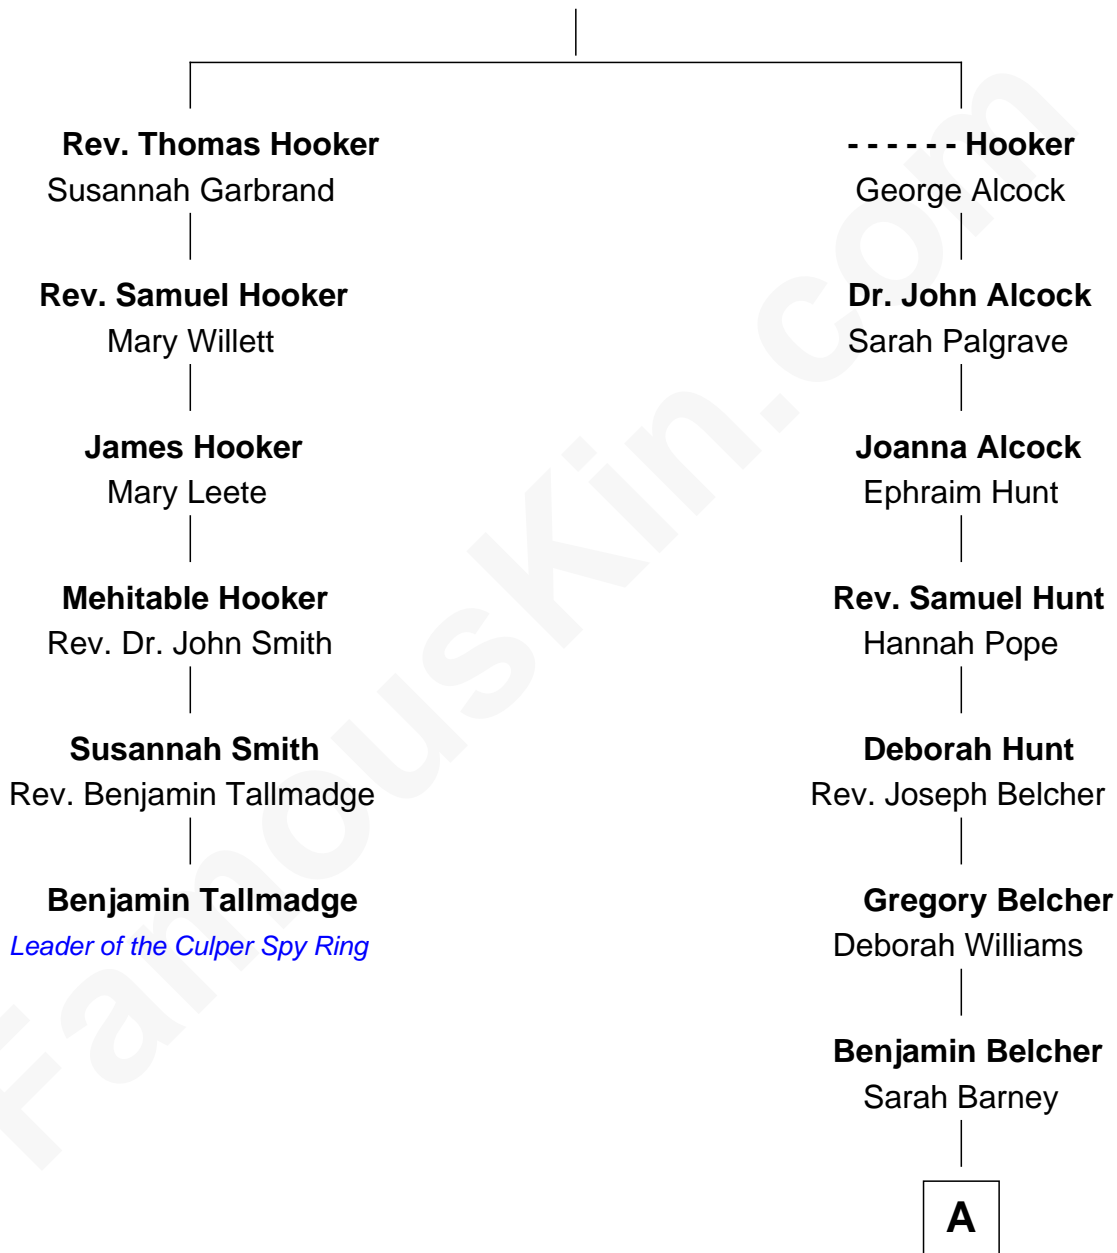 Rev. Thomas Hooker
Susannah Garbrand
Rev. Samuel Hooker
Mary Willett
James Hooker
Mary Leete
Mehitable Hooker
Rev. Dr. John Smith
Susannah Smith
Rev. Benjamin Tallmadge
Benjamin Tallmadge
Leader of the Culper Spy Ring
- - - - - - Hooker
George Alcock
Dr. John Alcock
Sarah Palgrave
Joanna Alcock
Ephraim Hunt
Rev. Samuel Hunt
Hannah Pope
Deborah Hunt
Rev. Joseph Belcher
Gregory Belcher
Deborah Williams
Benjamin Belcher
Sarah Barney
A
FamousKin.com